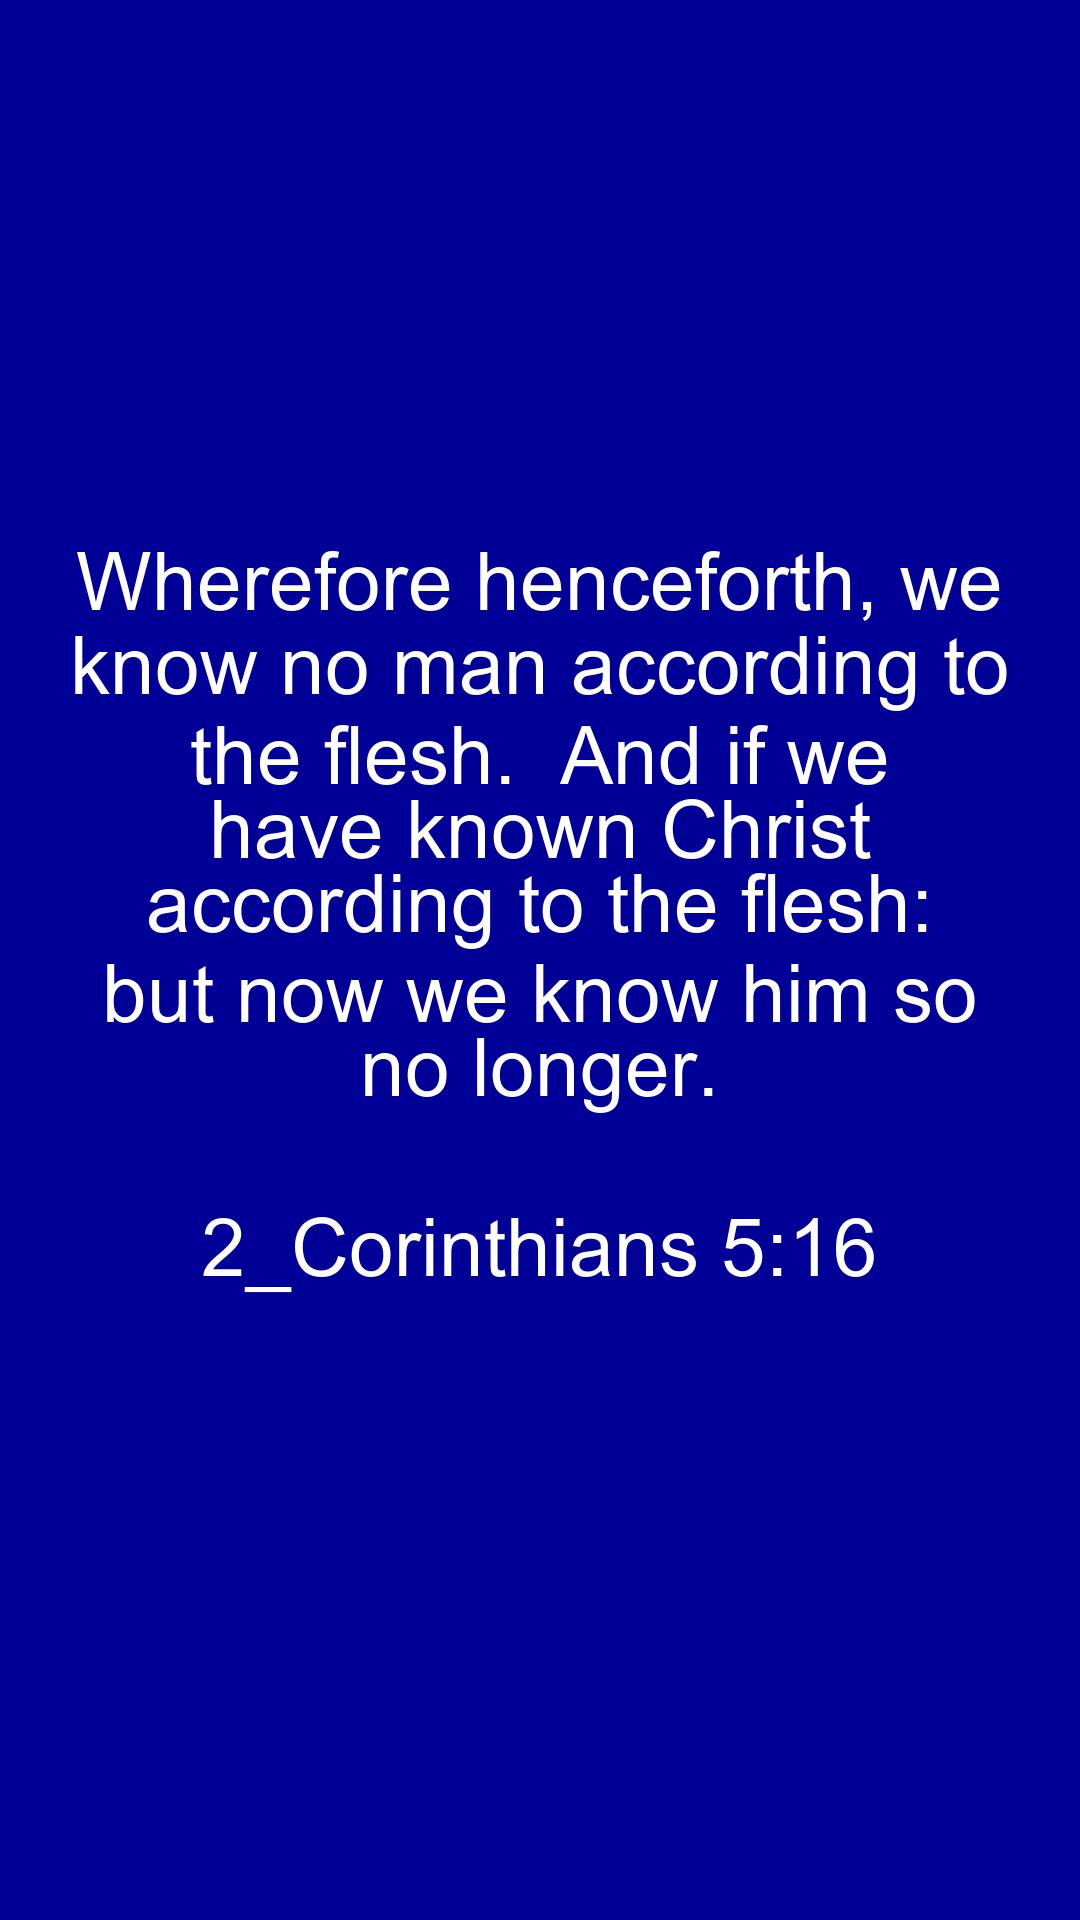 Wherefore henceforth, we
know no man according to
the flesh.  And if we
have known Christ
according to the flesh:
but now we know him so
no longer.
2_Corinthians 5:16